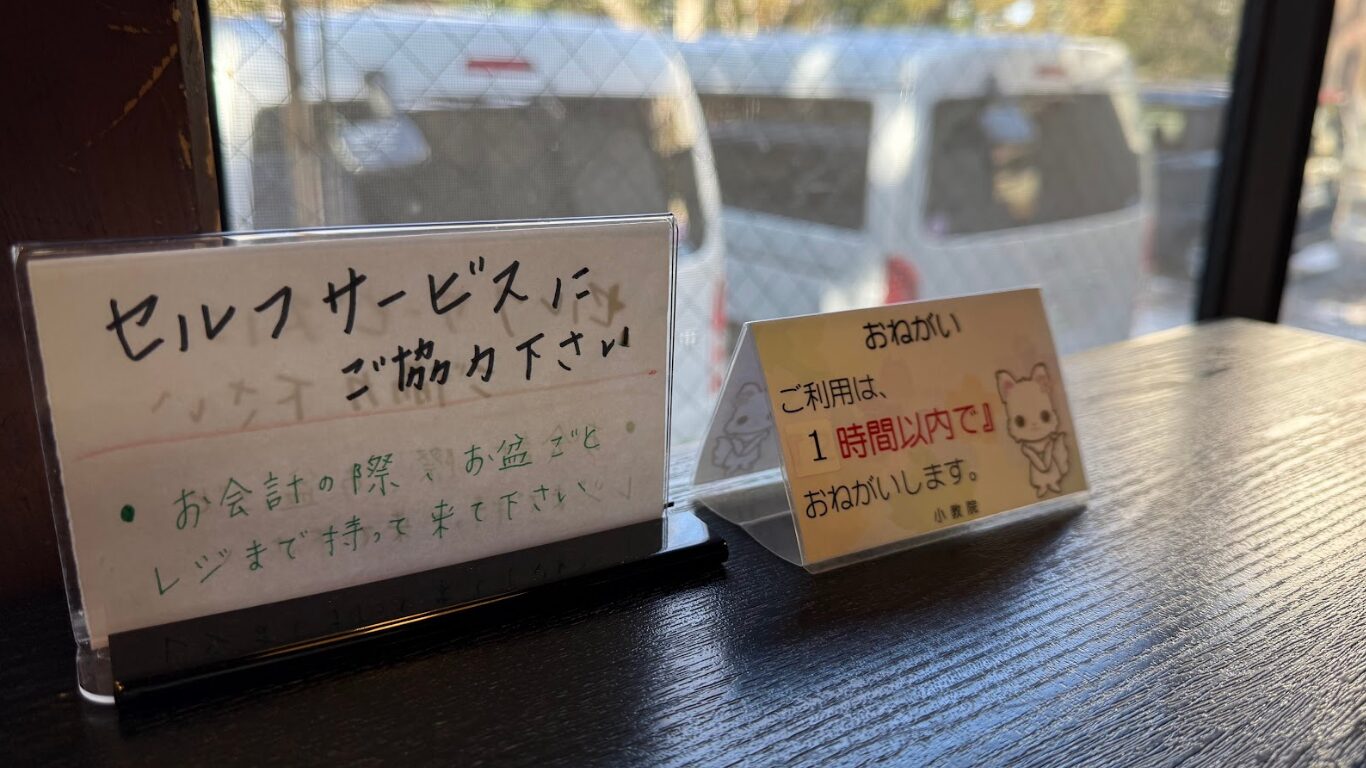 セルフサービスに
ご協力下さい
・お会計の際、お盆ごと
レジまで持って来て下さい
おねがい
ご利用は、
1時間以内で』
おねがいします。
小教院